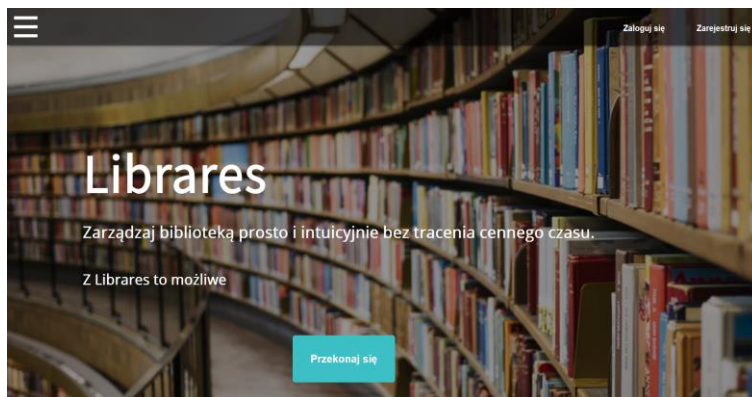 Zaloguj się
Zarejestruj się
Librares
Zarządzaj biblioteką prosto i intuicyjnie bez tracenia cennego czasu.
Z Librares to możliwe
Przekonaj się